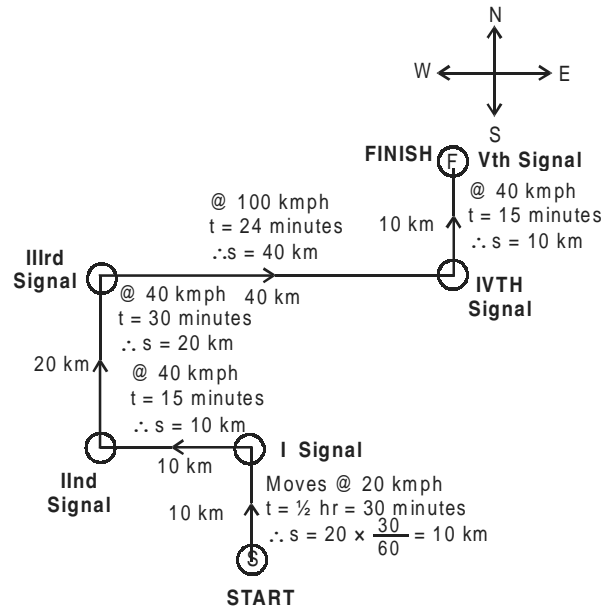 N
W E
S
FINISH F Vth Signal
@ 100 kmph
t = 24 minutes
∴s = 40 km
@ 40 kmph
t = 15 minutes
∴s = 10 km
10 km
IIIrd
Signal
40 km
IVTH
Signal
@ 40 kmph
t = 30 minutes
∴ s = 20 km
20 km
@ 40 kmph
t = 15 minutes
∴ s = 10 km
10 km
I Signal
IInd
Signal
10 km
Moves @ 20 kmph
t = ½ hr = 30 minutes
∴ s = 20 × 30/60 = 10 km
S
START